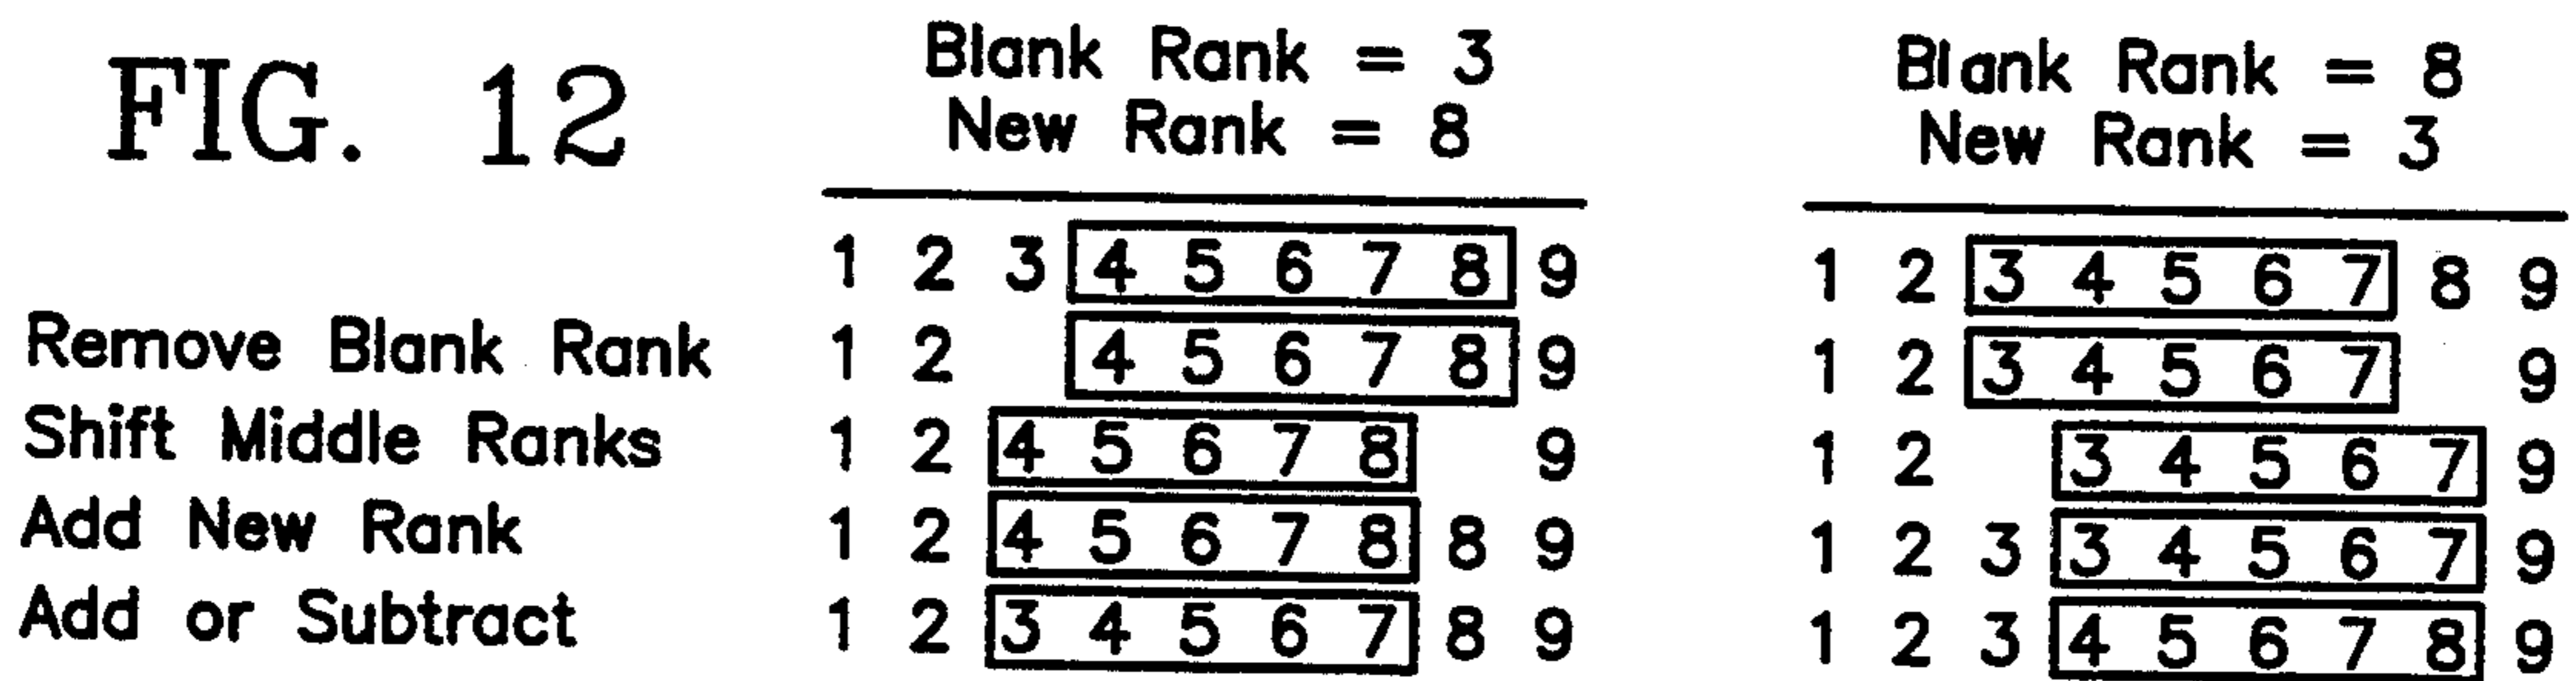 FIG. 12
Blank Rank = 3
New Rank = 8
Blank Rank = 8
New Rank = 3
1 2 3 4 5 6 7 8 9 1 2 3 4 5 6 7 8 9
Remove Blank Rank 1 2 4 5 6 7 8 9 1 2 3 4 5 6 7 9
Shift Middle Ranks 1 2 4 5 6 7 8 9 1 2 3 4 5 6 7 9
Add New Rank 1 2 4 5 6 7 8 8 9 1 2 3 3 4 5 6 7 9
Add or Subtract 1 2 3 4 5 6 7 8 9 1 2 3 4 5 6 7 8 9